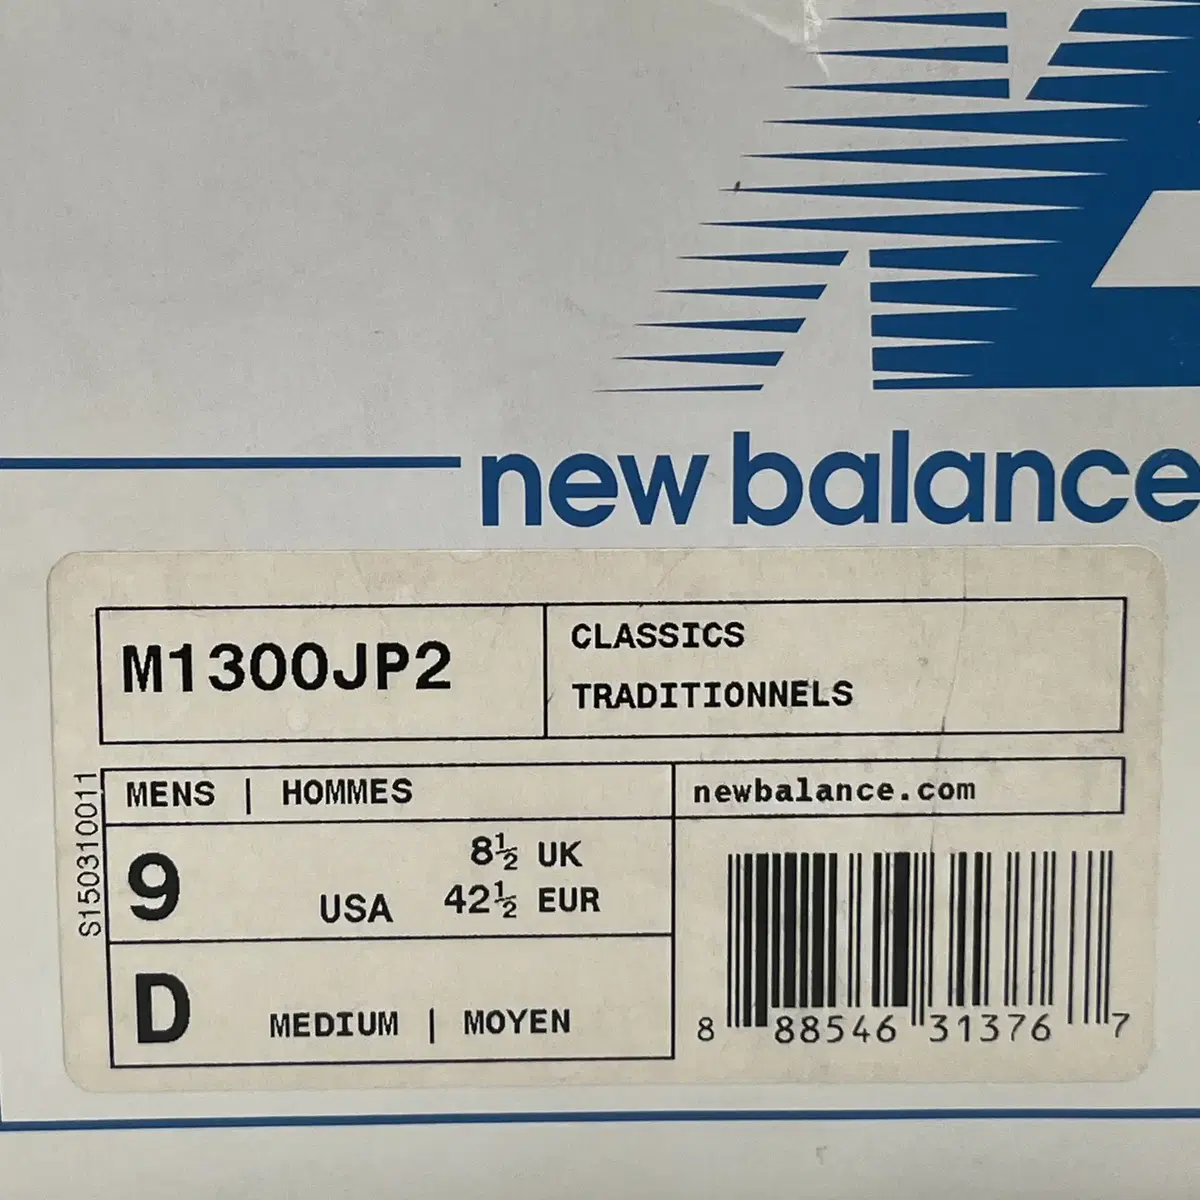 new balance
M1300JP2
CLASSICS
TRADITIONNELS
MENS | HOMMES
newbalance.com
S150310011
9 USA 8½ UK
42½ EUR
D MEDIUM | MOYEN
8 88546 31376 7